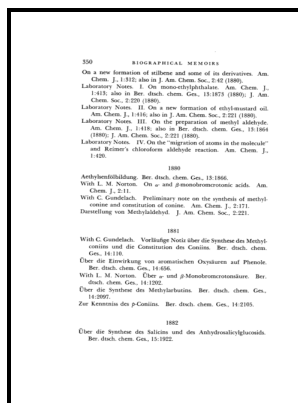 350 BIOGRAPHICAL MEMOIRS
On a new formation of stilbene and some of its derivatives. Am.
Chem. J., 1:312; also in J. Am. Soc. Chem., 2:42 (1880).
Laboratory Notes. I. On mono-ethylphthalate. Am. Chem. J.,
1:413; also in Ber. dtsch. chem. Ges., 13:1873 (1880); J. Am.
Chem. Soc., 2:220 (1880).
Laboratory Notes. II. On a new formation of ethyl-mustard oil.
Am. Chem. J., 1:416; also in J. Am. Chem. Soc., 2:221 (1880).
Laboratory Notes. III. On the preparation of methyl aldehyde.
Am. Chem. J., 1:418; also in Ber. dtsch. chem. Ges., 13:1864
(1880); J. Am. Chem. Soc., 2:221 (1880).
Laboratory Notes. IV. On the "migration of atoms in the molecule"
and Reimer's chloroform aldehyde reaction. Am. Chem. J.,
1:420.
1880
Aethylsenfölbildung. Ber. dtsch. chem. Ges., 13:1866.
With L. M. Norton. On α- and β-monobromcrotonic acids. Am.
Chem. J., 2:11.
With C. Gundelach. Preliminary note on the synthesis of methyl-
conine and constitution of conine. Am. Chem. J., 2:171.
Darstellung von Methylaldehyd. J. Am. Chem. Soc., 2:221.
1881
With C. Gundelach. Vorläufige Notiz über die Synthese des Methyl-
coniins und die Constitution des Coniins. Ber. dtsch. chem.
Ges., 14:110.
Über die Einwirkung von aromatischen Oxysäuren auf Phenole.
Ber. dtsch. chem. Ges., 14:656.
With L. M. Norton. Über α- und β-Monobromcrotonsäure. Ber.
dtsch. chem. Ges., 14:1202.
Über die Synthese des Methylarbutins. Ber. dtsch. chem. Ges.,
14:2097.
Zur Kenntniss des p-Coniins. Ber. dtsch. chem. Ges., 14:2105.
1882
Über die Synthese des Salicins und des Anhydrosalicylglucosids.
Ber. dtsch. chem. Ges., 15:1922.